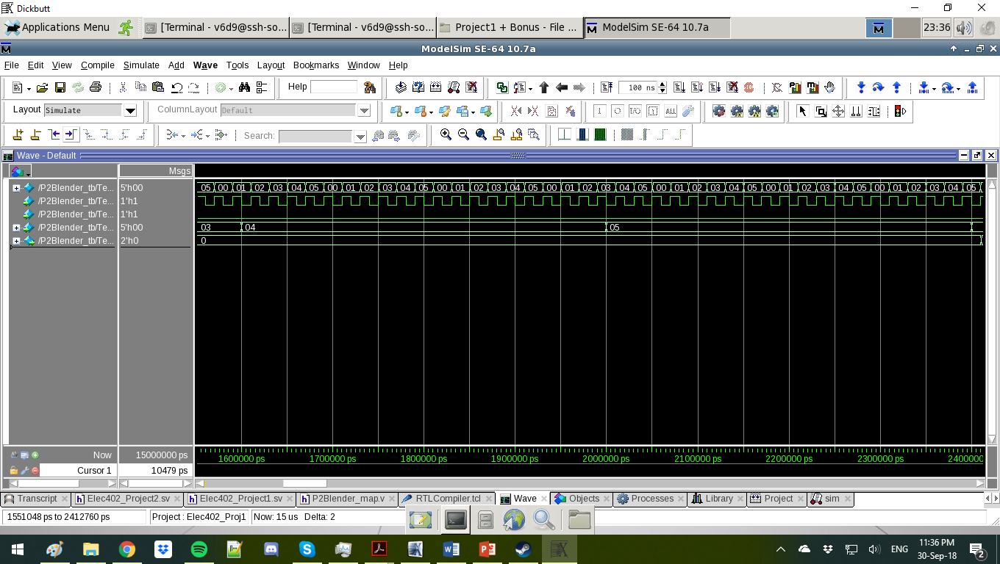 Dickbutt
Applications Menu [Terminal - v6d9@ssh-so... [Terminal - v6d9@ssh-so... Project1 + Bonus - File ... ModelSim SE-64 10.7a 23:36
ModelSim SE-64 10.7a
File Edit View Compile Simulate Add Wave Tools Layout Bookmarks Window Help
Help 100 ns
Layout Simulate ColumnLayout Default
Search:
Wave - Default
Msgs
/P2Blender_tb/Te... 5'h00 05 00 01 02 03 04 05 00 01 02 03 04 05 00 01 02 03 04 05 00 01 02 03 04 05 00 01 02 03 04 05 00 01 02 03 04 05 00 01 02 03 04 05
/P2Blender_tb/Te... 1'h1
/P2Blender_tb/Te... 1'h1
/P2Blender_tb/Te... 5'h00 03 04 05
/P2Blender_tb/Te... 2'h0 0
Now 15000000 ps 1600000 ps 1700000 ps 1800000 ps 1900000 ps 2000000 ps 2100000 ps 2200000 ps 2300000 ps 2400000
Cursor 1 10479 ps
Transcript Elec402_Project2.sv Elec402_Project1.sv P2Blender_map.v RTLCompiler.tcl Wave Objects Processes Library Project sim
1551048 ps to 2412760 ps Project : Elec402_Proj1 Now: 15 us Delta: 2
ENG 11:36 PM
30-Sep-18 2